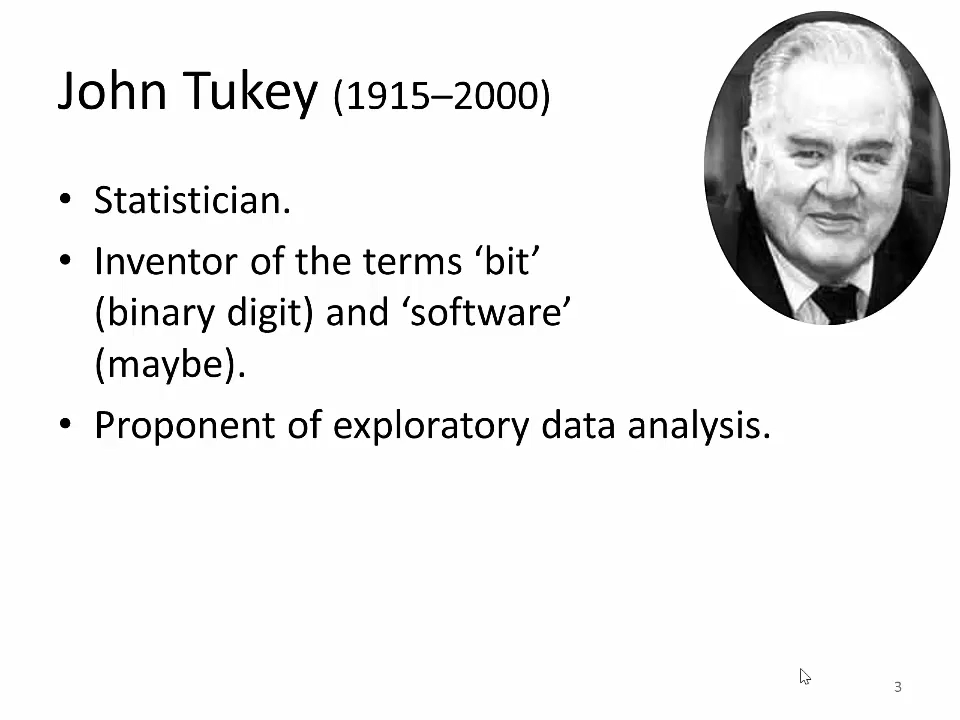 John Tukey (1915–2000)
• Statistician.
• Inventor of the terms ‘bit’
(binary digit) and ‘software’
(maybe).
• Proponent of exploratory data analysis.
3